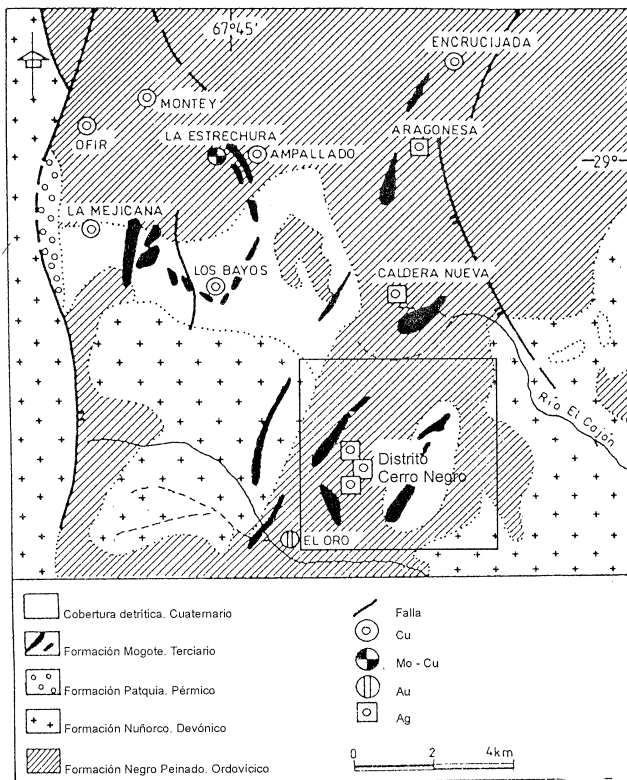 67°45'
ENCRUCIJADA
MONTEY
OFIR
LA ESTRECHURA
AMPALLADO
ARAGONESA
29°
LA MEJICANA
LOS BAYOS
CALDERA NUEVA
Río El Cajón
Distrito
Cerro Negro
EL ORO
Cobertura detrítica. Cuaternario
Formación Mogote. Terciario
Formación Patquia. Pérmico
Formación Nuñorco. Devónico
Formación Negro Peinado. Ordovícico
Falla
Cu
Mo - Cu
Au
Ag
0 2 4km